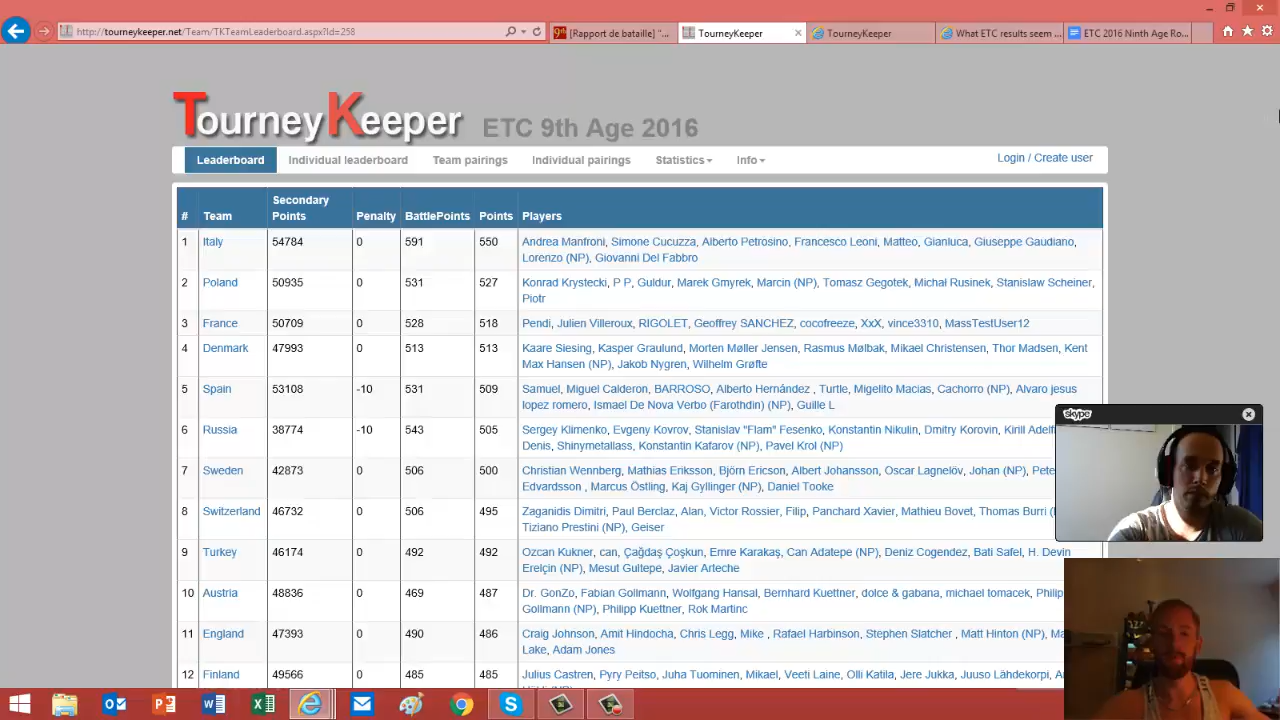 http://tourneykeeper.net/Team/TKTeamLeaderboard.aspx?Id=258
[Rapport de bataille] "...
TourneyKeeper
TourneyKeeper
What ETC results seem ...
ETC 2016 Ninth Age Ro...
TourneyKeeper ETC 9th Age 2016
Leaderboard Individual leaderboard Team pairings Individual pairings Statistics Info Login / Create user
# Team Secondary Points Penalty BattlePoints Points Players
1 Italy 54784 0 591 550 Andrea Manfroni, Simone Cucuzza, Alberto Petrosino, Francesco Leoni, Matteo, Gianluca, Giuseppe Gaudiano,
Lorenzo (NP), Giovanni Del Fabbro
2 Poland 50935 0 531 527 Konrad Krystecki, P P, Guldur, Marek Gmyrek, Marcin (NP), Tomasz Gegotek, Michał Rusinek, Stanislaw Scheiner,
Piotr
3 France 50709 0 528 518 Pendi, Julien Villeroux, RIGOLET, Geoffrey SANCHEZ, cocofreeze, XxX, vince3310, MassTestUser12
4 Denmark 47993 0 513 513 Kaare Siesing, Kasper Graulund, Morten Møller Jensen, Rasmus Mølbak, Mikael Christensen, Thor Madsen, Kent
Max Hansen (NP), Jakob Nygren, Wilhelm Grøfte
5 Spain 53108 -10 531 509 Samuel, Miguel Calderon, BARROSO, Alberto Hernández , Turtle, Migelito Macias, Cachorro (NP), Alvaro jesus
lopez romero, Ismael De Nova Verbo (Farothdin) (NP), Guille L
6 Russia 38774 -10 543 505 Sergey Klimenko, Evgeny Kovrov, Stanislav "Flam" Fesenko, Konstantin Nikulin, Dmitry Korovin, Kirill Adelf
Denis, Shinymetallass, Konstantin Kafarov (NP), Pavel Krol (NP)
7 Sweden 42873 0 506 500 Christian Wennberg, Mathias Eriksson, Björn Ericson, Albert Johansson, Oscar Lagnelöv, Johan (NP), Pete
Edvardsson , Marcus Östling, Kaj Gyllinger (NP), Daniel Tooke
8 Switzerland 46732 0 506 495 Zaganidis Dimitri, Paul Berclaz, Alan, Victor Rossier, Filip, Panchard Xavier, Mathieu Bovet, Thomas Burri (
Tiziano Prestini (NP), Geiser
9 Turkey 46174 0 492 492 Ozcan Kukner, can, Çağdaş Çoşkun, Emre Karakaş, Can Adatepe (NP), Deniz Cogendez, Bati Safel, H. Devin
Erelçin (NP), Mesut Gultepe, Javier Arteche
10 Austria 48836 0 469 487 Dr. GonZo, Fabian Gollmann, Wolfgang Hansal, Bernhard Kuettner, dolce & gabana, michael tomacek, Philip
Gollmann (NP), Philipp Kuettner, Rok Martinc
11 England 47393 0 490 486 Craig Johnson, Amit Hindocha, Chris Legg, Mike , Rafael Harbinson, Stephen Slatcher , Matt Hinton (NP), Ma
Lake, Adam Jones
12 Finland 49566 0 485 485 Julius Castren, Pyry Peitso, Juha Tuominen, Mikael, Veeti Laine, Olli Katila, Jere Jukka, Juuso Lähdekorpi, A
skype